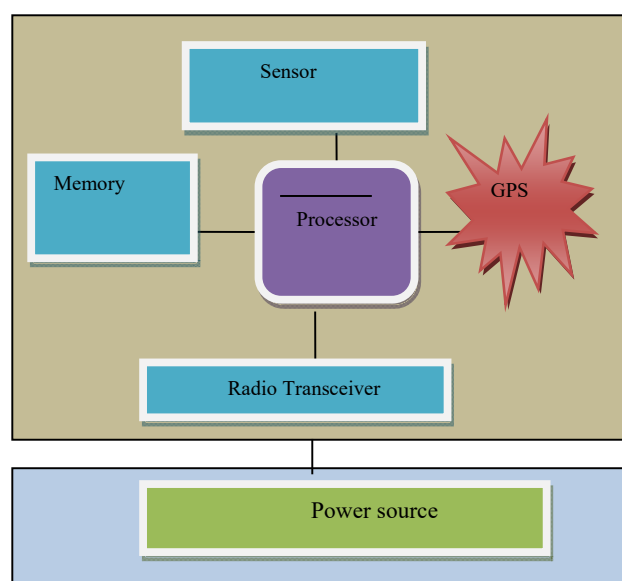 Sensor
Memory
GPS
Processor
Radio Transceiver
Power source